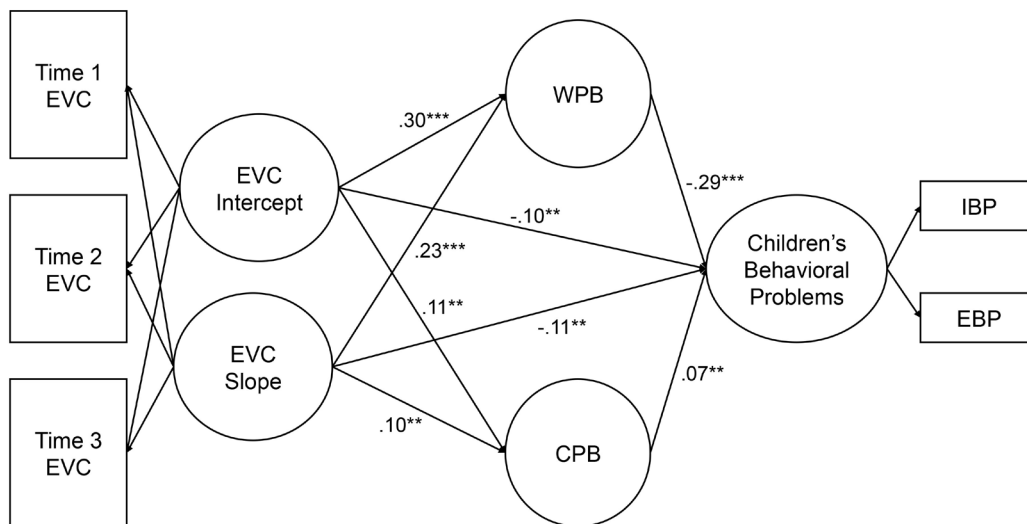 Time 1
EVC
Time 2
EVC
Time 3
EVC
EVC
Intercept
EVC
Slope
.30***
-.10**
.23***
.11**
-.11**
.10**
WPB
CPB
-.29***
.07**
Children’s
Behavioral
Problems
IBP
EBP